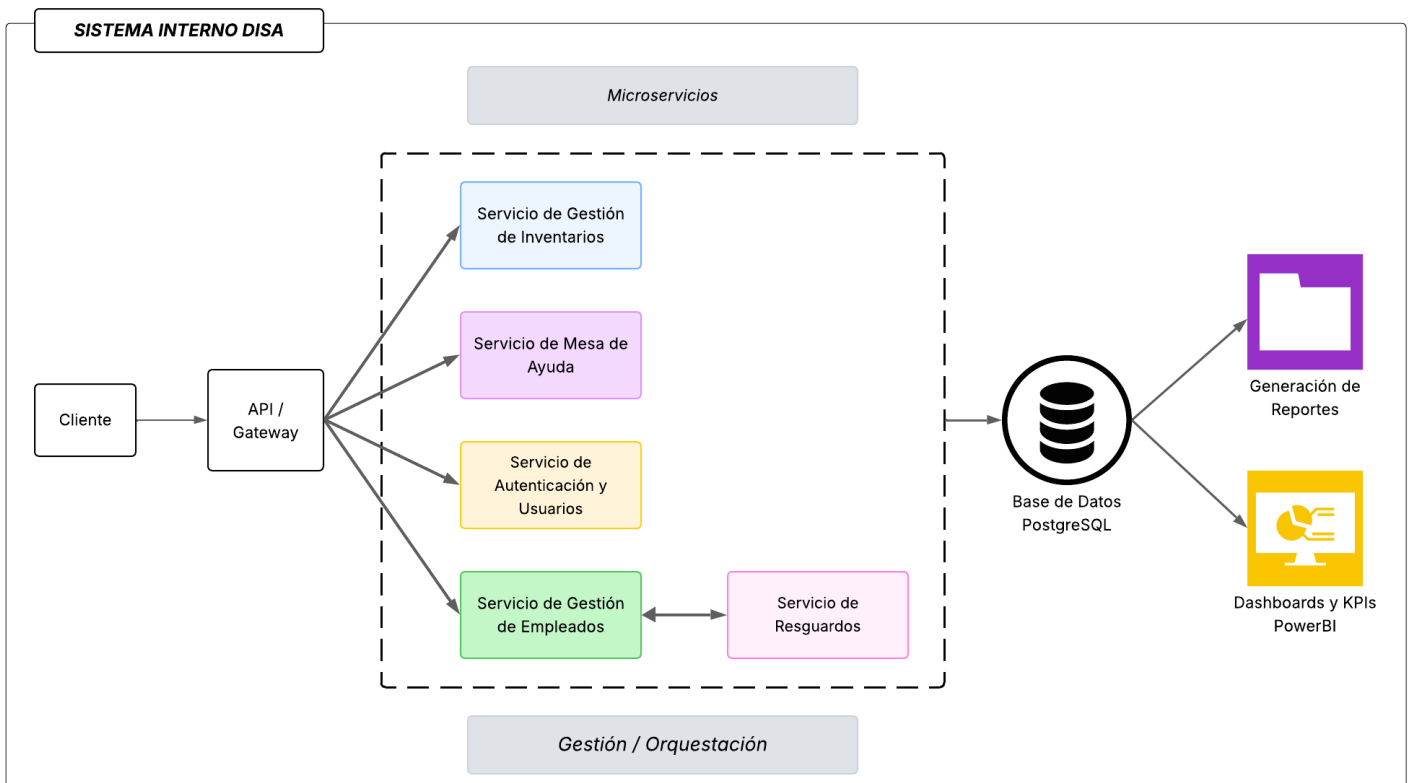 SISTEMA INTERNO DISA
Microservicios
Servicio de Gestión
de Inventarios
Servicio de Mesa de
Ayuda
Cliente
API /
Gateway
Servicio de
Autenticación y
Usuarios
Servicio de Gestión
de Empleados
Servicio de
Resguardos
Base de Datos
PostgreSQL
Generación de
Reportes
Dashboards y KPIs
PowerBI
Gestión / Orquestación